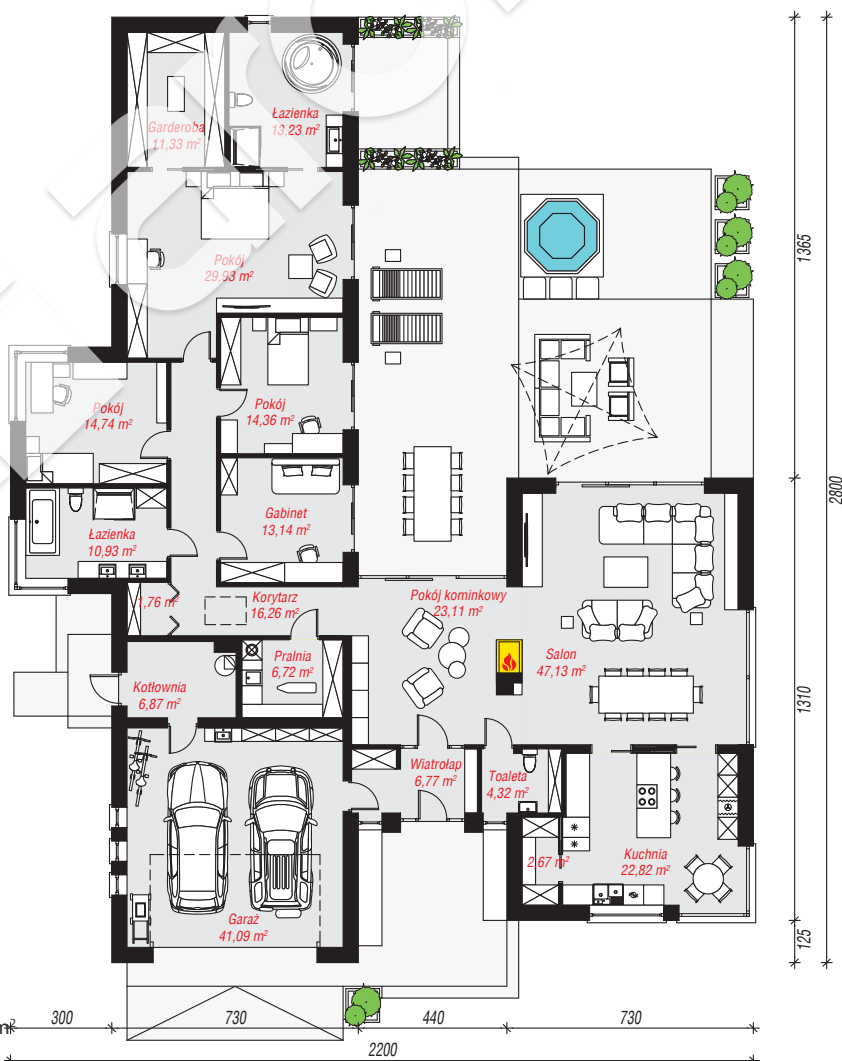 Garderoba
11,33 m²
Łazienka
13,23 m²
Pokój
29,93 m²
Pokój
14,74 m²
Pokój
14,36 m²
Gabinet
13,14 m²
Łazienka
10,93 m²
1,76 m²
Korytarz
16,26 m²
Pokój kominkowy
23,11 m²
Pralnia
6,72 m²
Salon
47,13 m²
Kotłownia
6,87 m²
Wiatrołap
6,77 m²
Toaleta
4,32 m²
2,67 m²
Kuchnia
22,82 m²
Garaż
41,09 m²
1365
2800
1310
125
m²
300
730
440
730
2200